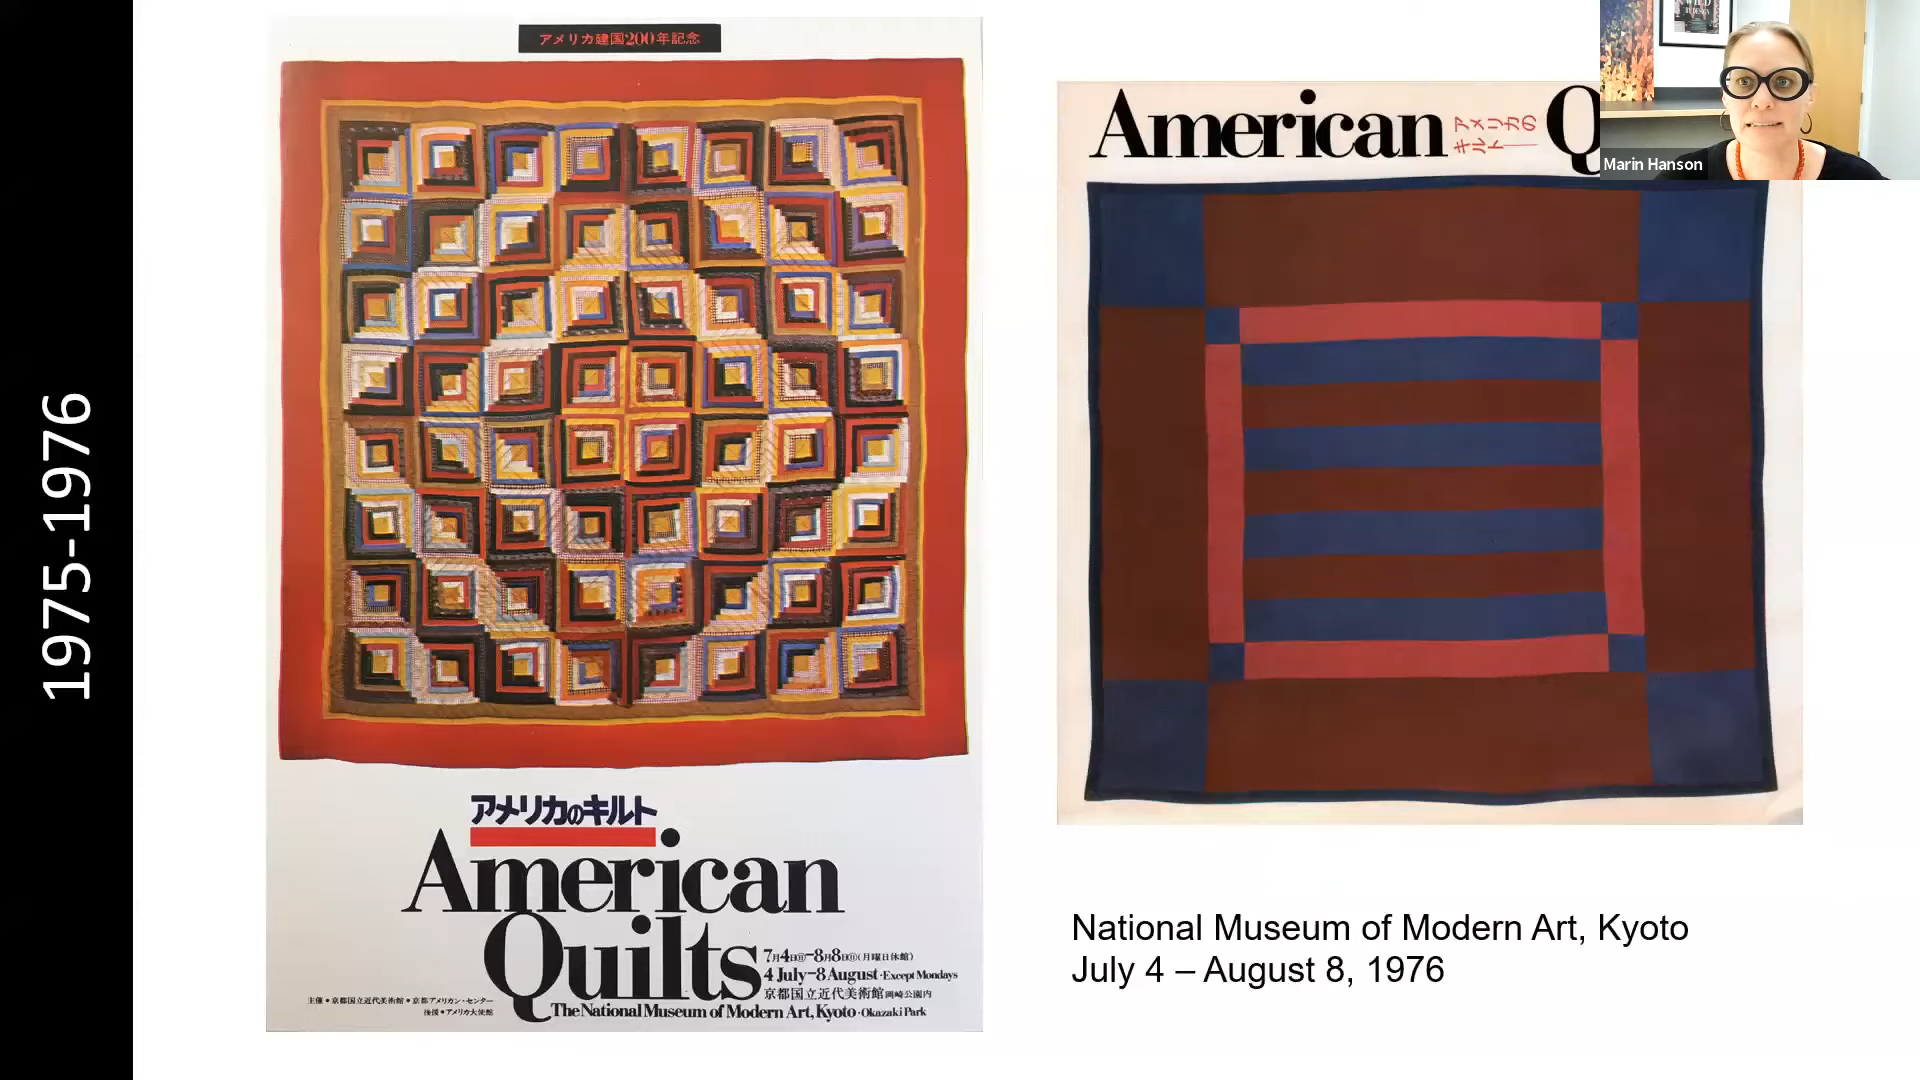 1975-1976
アメリカ建国200年記念
アメリカのキルト
American
Quilts
7月4日㊐-8月8日㊐(月曜日休館)
4 July-8 August・Except Mondays
京都国立近代美術館 岡崎公園内
The National Museum of Modern Art, Kyoto・Okazaki Park
主催●京都国立近代美術館●京都アメリカン・センター
後援●アメリカ大使館
American アメリカの キルト― Q
Marin Hanson
National Museum of Modern Art, Kyoto
July 4 – August 8, 1976